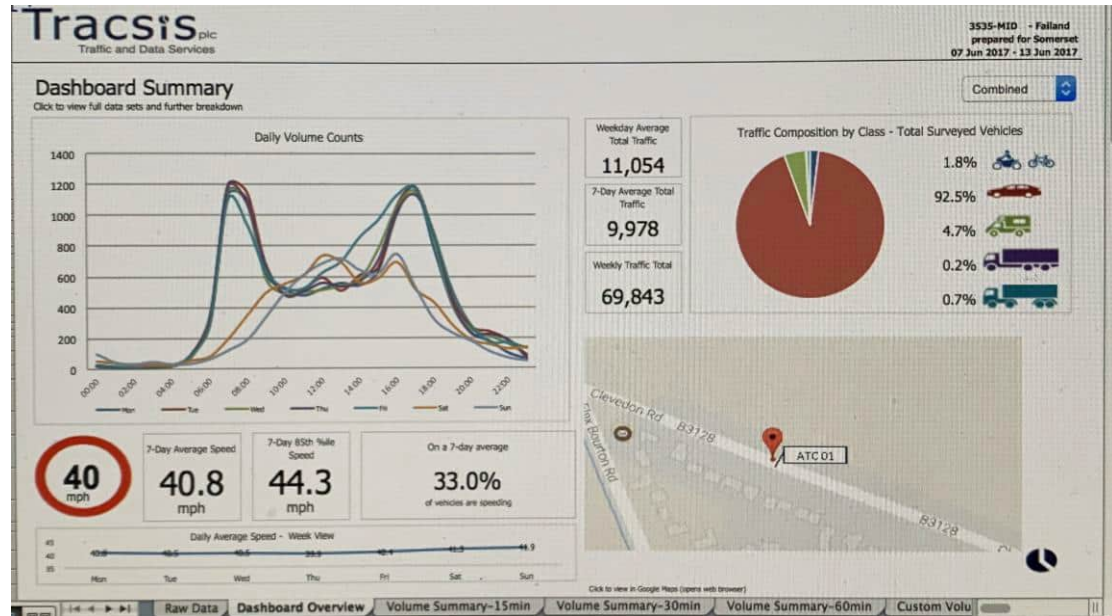 Tracsis plc
Traffic and Data Services
3535-MID - Failand
prepared for Somerset
07 Jun 2017 - 13 Jun 2017
Dashboard Summary
Click to view full data sets and further breakdown
Combined
Daily Volume Counts
1400
1200
1000
800
600
400
200
0
00:00 02:00 04:00 06:00 08:00 10:00 12:00 14:00 16:00 18:00 20:00 22:00
Mon Tue Wed Thu Fri Sat Sun
Weekday Average
Total Traffic
11,054
7-Day Average Total
Traffic
9,978
Weekly Traffic Total
69,843
Traffic Composition by Class - Total Surveyed Vehicles
1.8%
92.5%
4.7%
0.2%
0.7%
40
mph
7-Day Average Speed
40.8
mph
7-Day 85th %ile
Speed
44.3
mph
On a 7-day average
33.0%
of vehicles are speeding
Daily Average Speed - Week View
45
40
35
Mon Tue Wed Thu Fri Sat Sun
Clevedon Rd
B3128
Flax Bourton Rd
ATC 01
B3128
Click to view in Google Maps (opens web browser)
Raw Data Dashboard Overview Volume Summary-15min Volume Summary-30min Volume Summary-60min Custom Vol